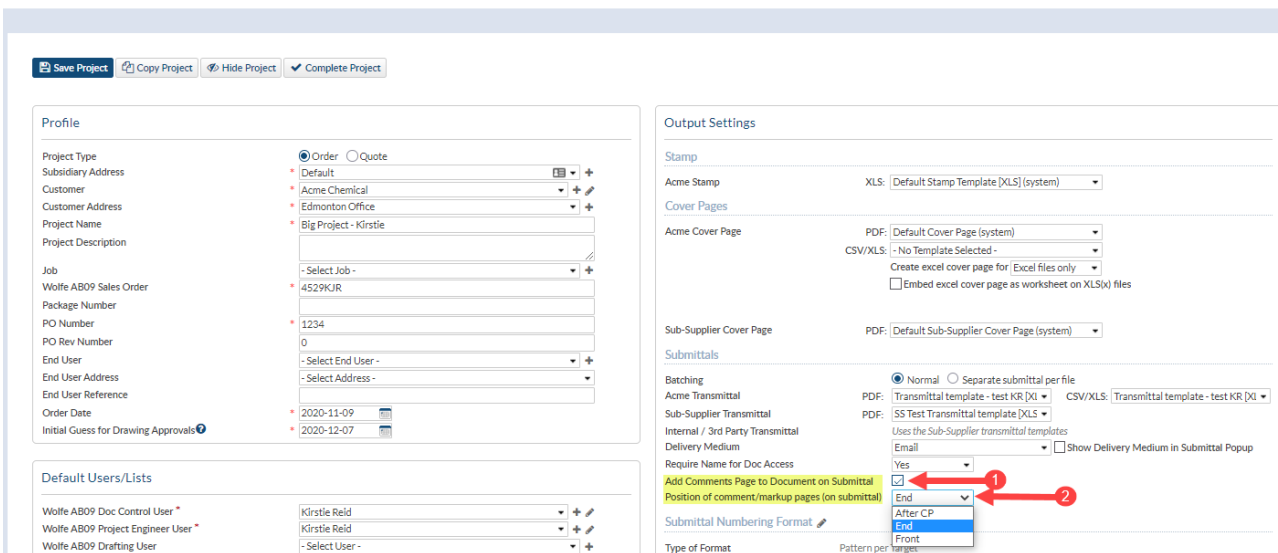 Save Project Copy Project Hide Project Complete Project
Profile
Project Type Order Quote
Subsidiary Address * Default
Customer * Acme Chemical
Customer Address * Edmonton Office
Project Name * Big Project - Kirstie
Project Description
Job - Select Job -
Wolfe AB09 Sales Order * 4529KJR
Package Number
PO Number * 1234
PO Rev Number 0
End User - Select End User -
End User Address - Select Address -
End User Reference
Order Date * 2020-11-09
Initial Guess for Drawing Approvals * 2020-12-07
Default Users/Lists
Wolfe AB09 Doc Control User * Kirstie Reid
Wolfe AB09 Project Engineer User * Kirstie Reid
Wolfe AB09 Drafting User - Select User -
Output Settings
Stamp
Acme Stamp XLS: Default Stamp Template [XLS] (system)
Cover Pages
Acme Cover Page PDF: Default Cover Page (system)
CSV/XLS: - No Template Selected -
Create excel cover page for Excel files only
Embed excel cover page as worksheet on XLS(x) files
Sub-Supplier Cover Page PDF: Default Sub-Supplier Cover Page (system)
Submittals
Batching Normal Separate submittal per file
Acme Transmittal PDF: Transmittal template - test KR [XL CSV/XLS: Transmittal template - test KR [XL
Sub-Supplier Transmittal PDF: SS Test Transmittal template [XLS
Internal / 3rd Party Transmittal Uses the Sub-Supplier transmittal templates
Delivery Medium Email Show Delivery Medium in Submittal Popup
Require Name for Doc Access Yes
Add Comments Page to Document on Submittal 1
Position of comment/markup pages (on submittal) End 2
After CP
End
Front
Submittal Numbering Format
Type of Format Pattern per Target